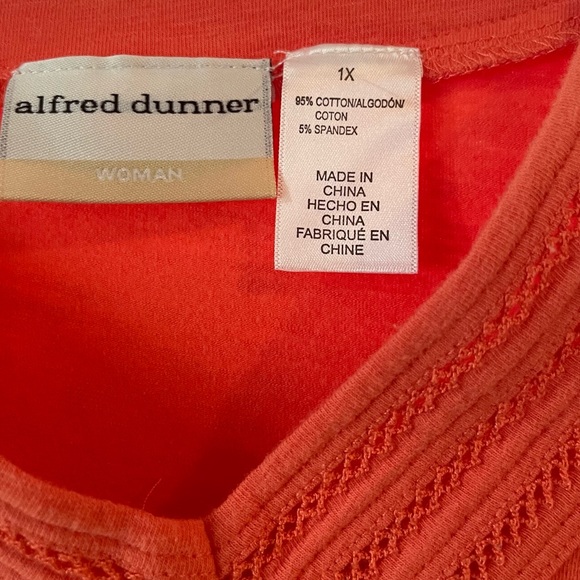 alfred dunner
WOMAN
1X
95% COTTON/ALGODÓN/
COTON
5% SPANDEX
MADE IN
CHINA
HECHO EN
CHINA
FABRIQUÉ EN
CHINE